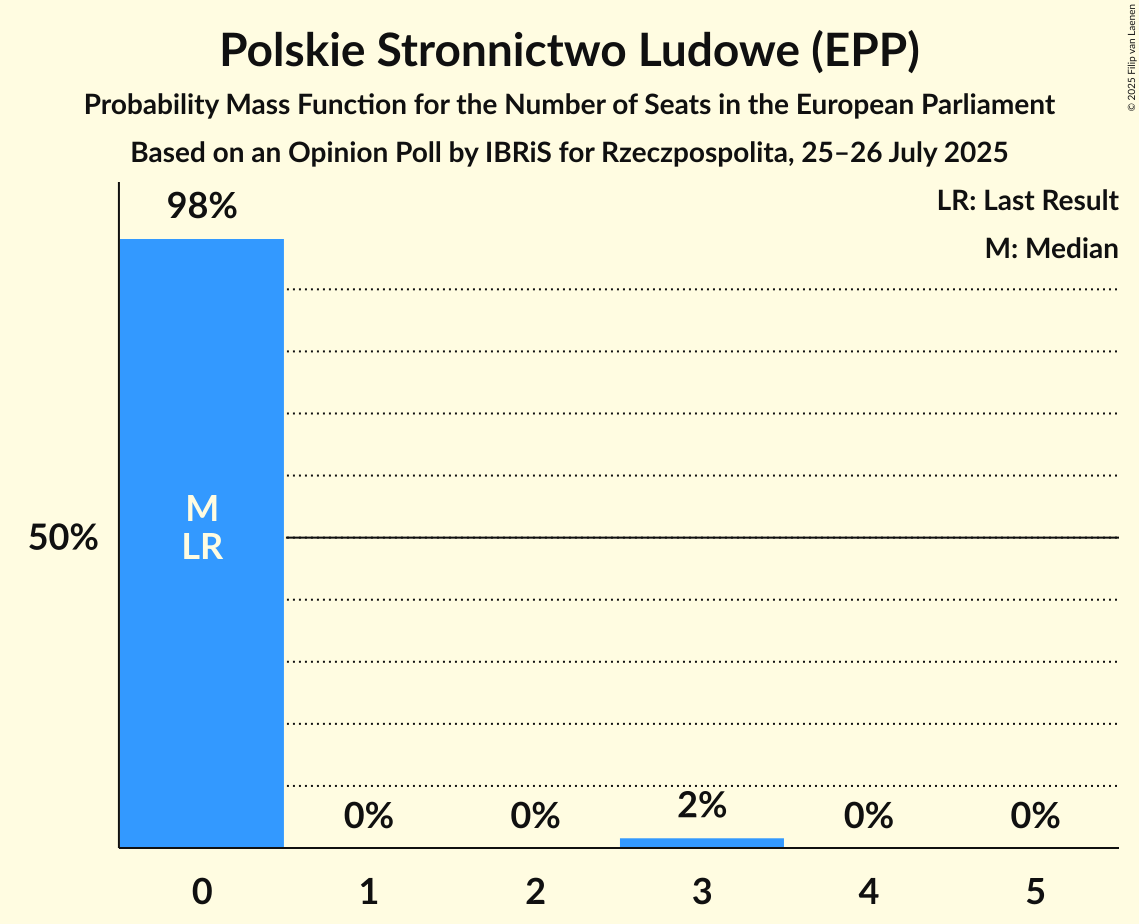 Polskie Stronnictwo Ludowe (EPP)
Probability Mass Function for the Number of Seats in the European Parliament
Based on an Opinion Poll by IBRiS for Rzeczpospolita, 25–26 July 2025
© 2025 Filip van Laenen
LR: Last Result
M: Median
98%
M
LR
50%
0% 0% 2% 0% 0%
0 1 2 3 4 5